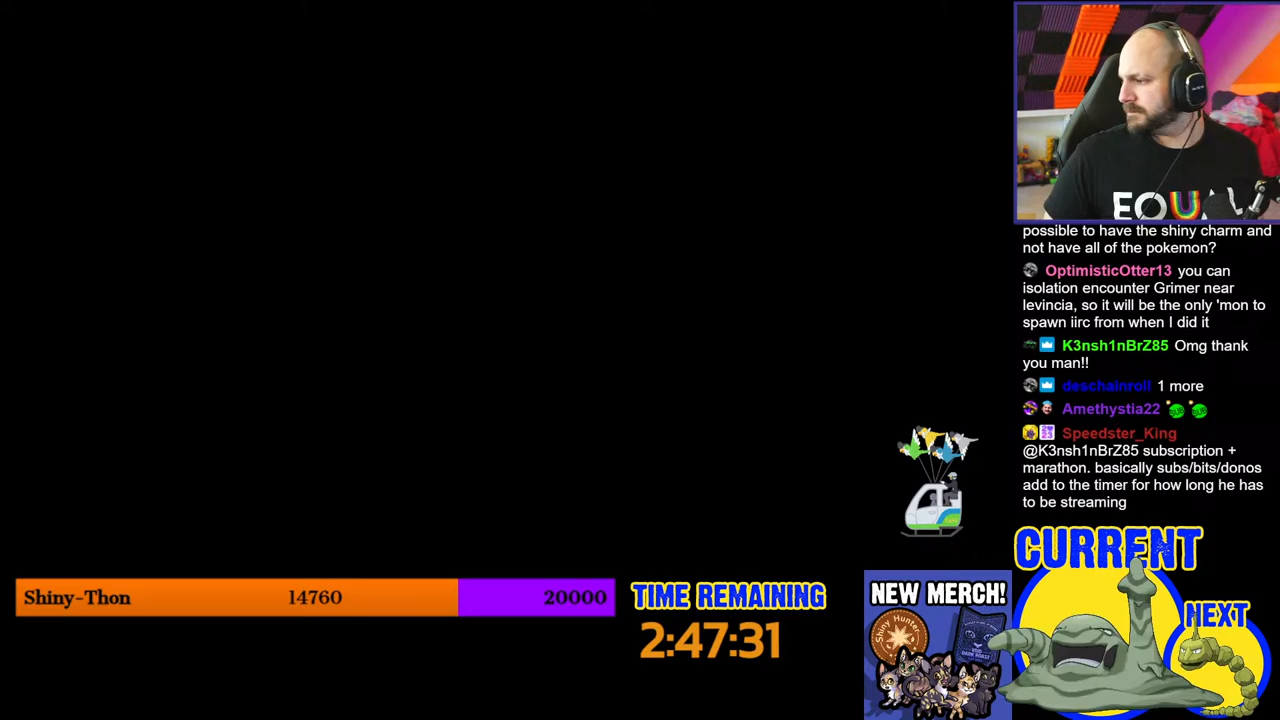 EQUAL
possible to have the shiny charm and
not have all of the pokemon?
OptimisticOtter13 you can
isolation encounter Grimer near
levincia, so it will be the only 'mon to
spawn iirc from when I did it
K3nsh1nBrZ85 Omg thank
you man!!
deschainroll 1 more
Amethystia22
Speedster_King
@K3nsh1nBrZ85 subscription +
marathon. basically subs/bits/donos
add to the timer for how long he has
to be streaming
CURRENT
NEXT
Shiny-Thon 14760 20000
TIME REMAINING
2:47:31
NEW MERCH!
Shiny Hunter
DARK ROAST